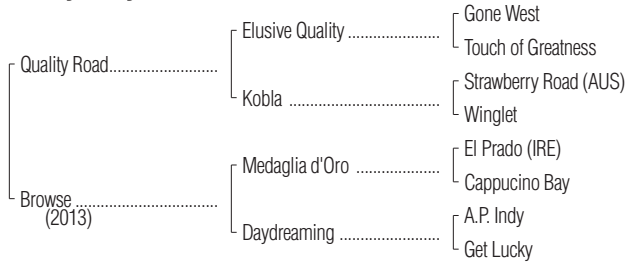 Gone West
Elusive Quality
Touch of Greatness
Quality Road
Strawberry Road (AUS)
Kobla
Winglet
El Prado (IRE)
Medaglia d'Oro
Cappucino Bay
Browse
(2013)
A.P. Indy
Daydreaming
Get Lucky